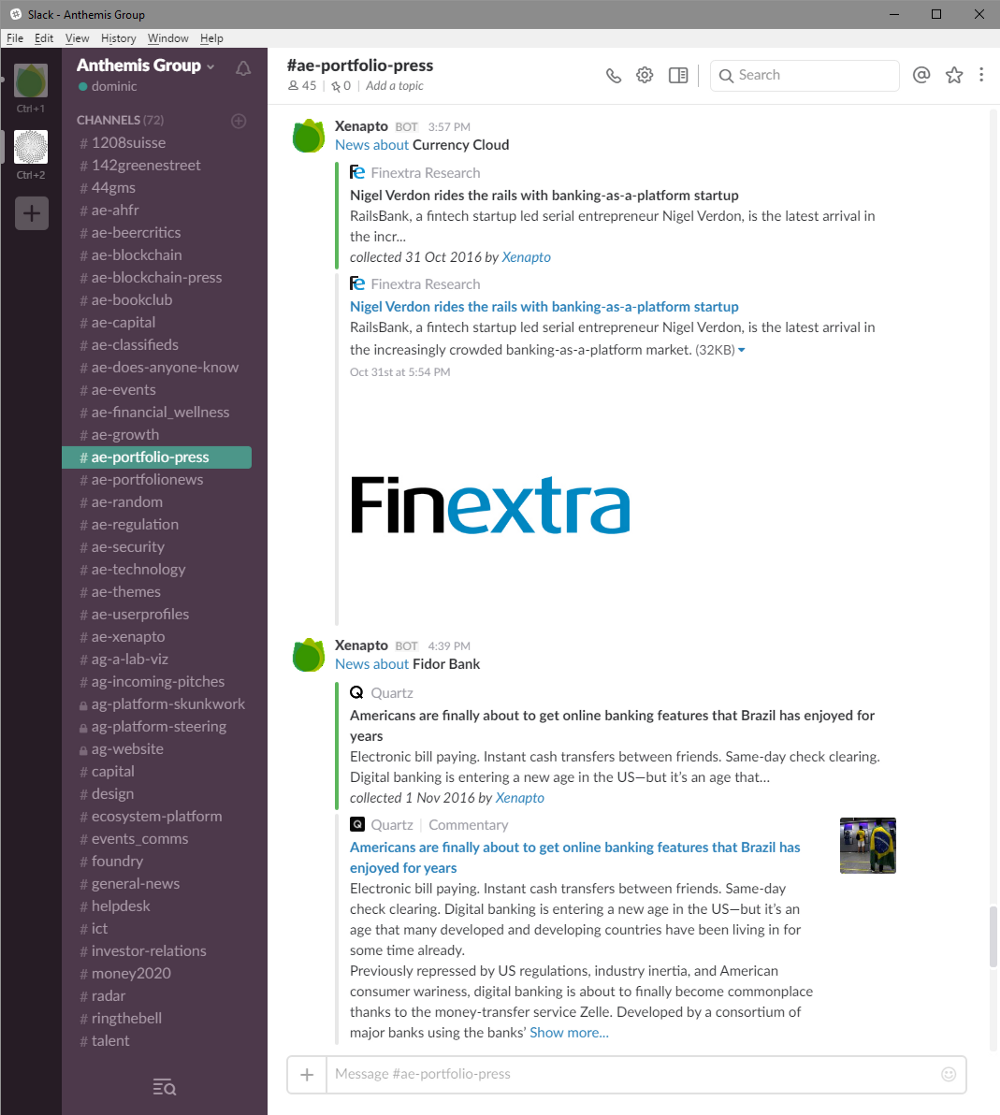 Slack - Anthemis Group
File Edit View History Window Help
Ctrl+1
Ctrl+2
Anthemis Group
dominic
CHANNELS (72)
# 1208suisse
# 142greenestreet
# 44gms
# ae-ahfr
# ae-beercritics
# ae-blockchain
# ae-blockchain-press
# ae-bookclub
# ae-capital
# ae-classifieds
# ae-does-anyone-know
# ae-events
# ae-financial_wellness
# ae-growth
# ae-portfolio-press
# ae-portfolionews
# ae-random
# ae-regulation
# ae-security
# ae-technology
# ae-themes
# ae-userprofiles
# ae-xenapto
# ag-a-lab-viz
# ag-incoming-pitches
ag-platform-skunkwork
ag-platform-steering
ag-website
# capital
# design
# ecosystem-platform
# events_comms
# foundry
# general-news
# helpdesk
# ict
# investor-relations
# money2020
# radar
# ringthebell
# talent
#ae-portfolio-press
45 | 0 | Add a topic
Search
Xenapto BOT 3:57 PM
News about Currency Cloud
Fe Finextra Research
Nigel Verdon rides the rails with banking-as-a-platform startup
RailsBank, a fintech startup led serial entrepreneur Nigel Verdon, is the latest arrival in
the incr...
collected 31 Oct 2016 by Xenapto
Fe Finextra Research
Nigel Verdon rides the rails with banking-as-a-platform startup
RailsBank, a fintech startup led serial entrepreneur Nigel Verdon, is the latest arrival in
the increasingly crowded banking-as-a-platform market. (32KB)
Oct 31st at 5:54 PM
Finextra
Xenapto BOT 4:39 PM
News about Fidor Bank
Q Quartz
Americans are finally about to get online banking features that Brazil has enjoyed for
years
Electronic bill paying. Instant cash transfers between friends. Same-day check clearing.
Digital banking is entering a new age in the US—but it's an age that...
collected 1 Nov 2016 by Xenapto
Q Quartz | Commentary
Americans are finally about to get online banking features that Brazil has
enjoyed for years
Electronic bill paying. Instant cash transfers between friends. Same-day
check clearing. Digital banking is entering a new age in the US—but it's an
age that many developed and developing countries have been living in for
some time already.
Previously repressed by US regulations, industry inertia, and American
consumer wariness, digital banking is about to finally become commonplace
thanks to the money-transfer service Zelle. Developed by a consortium of
major banks using the banks' Show more...
Message #ae-portfolio-press